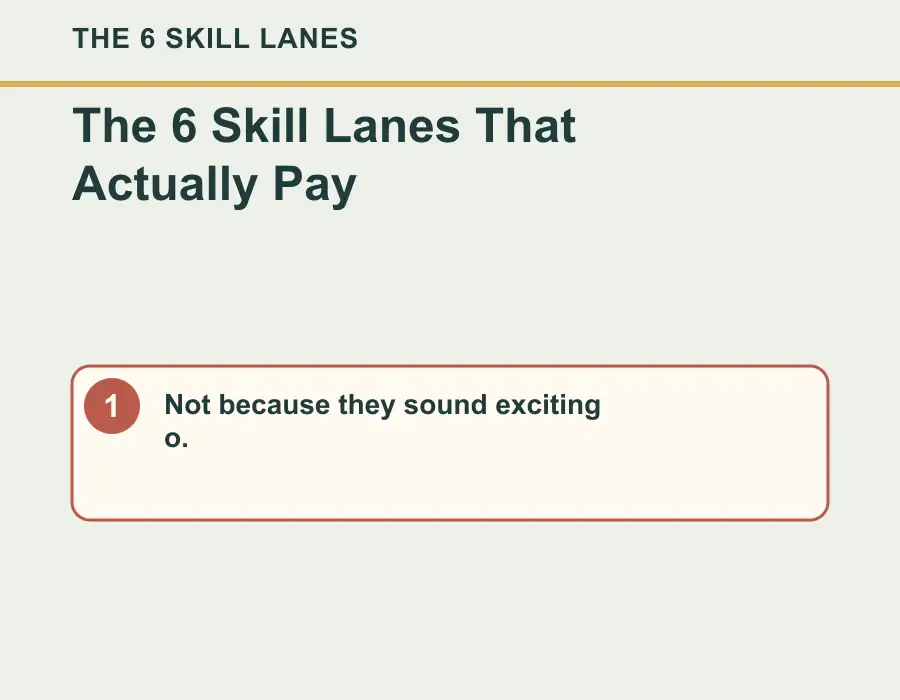 THE 6 SKILL LANES
The 6 Skill Lanes That
Actually Pay
1
Not because they sound exciting
o.